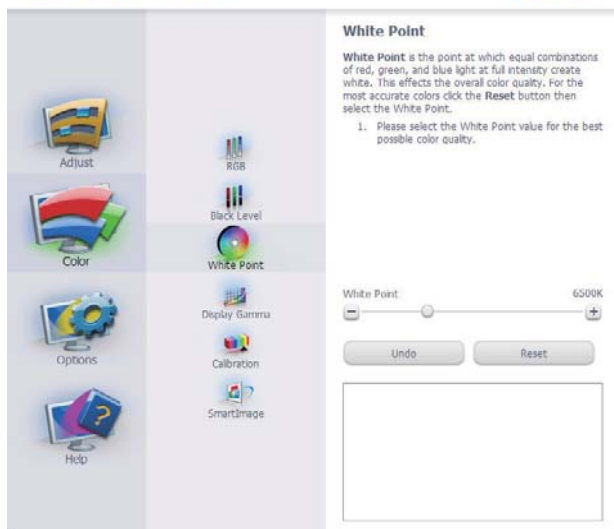 Adjust
Color
Options
Help
RGB
Black Level
White Point
Display Gamma
Calibration
SmartImage
White Point
White Point is the point at which equal combinations
of red, green, and blue light at full intensity create
white. This effects the overall color quality. For the
most accurate colors click the Reset button then
select the White Point.
1. Please select the White Point value for the best
possible color quality.
White Point 6500K
Undo Reset